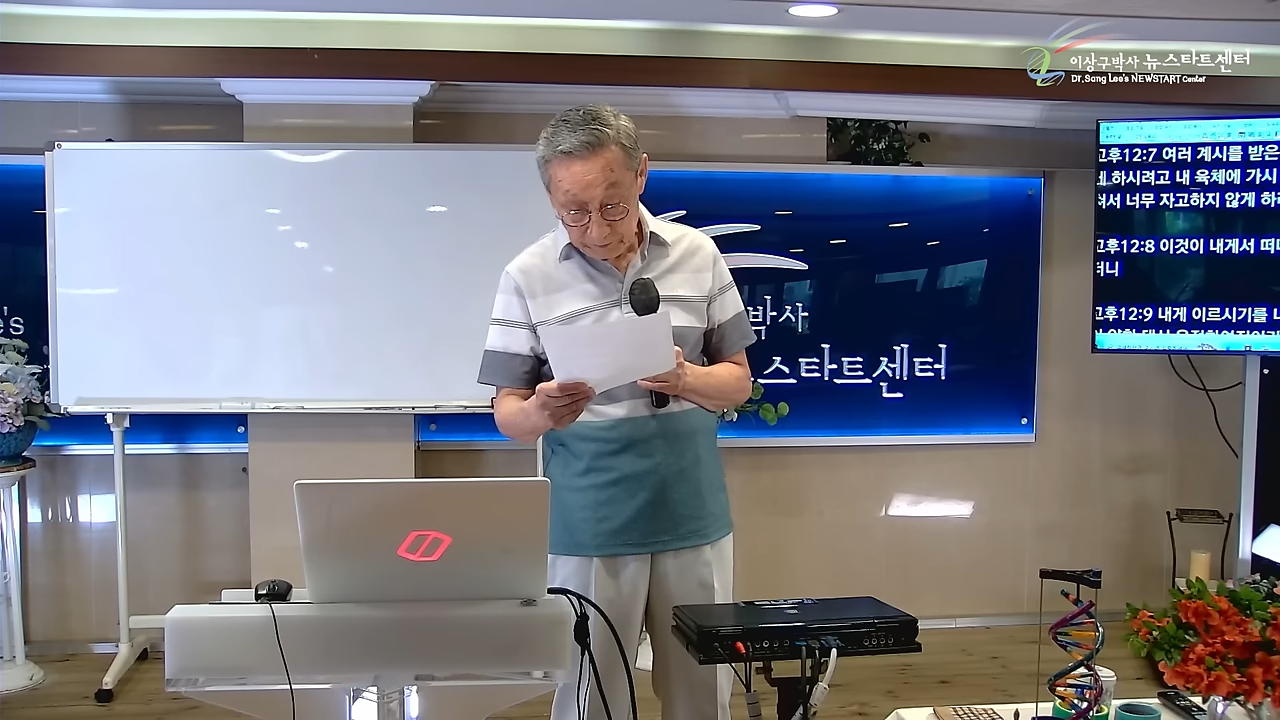 이상구박사 뉴스타트센터
Dr.Sang Lee's NEWSTART Center
고후12:7 여러 계시를 받은
하시려고 내 육체에 가시
셔서 너무 자고하지 않게 하
고후12:8 이것이 내게서 떠
더니
고후12:9 내게 이르시기를 
e's
박사
뉴스타트센터